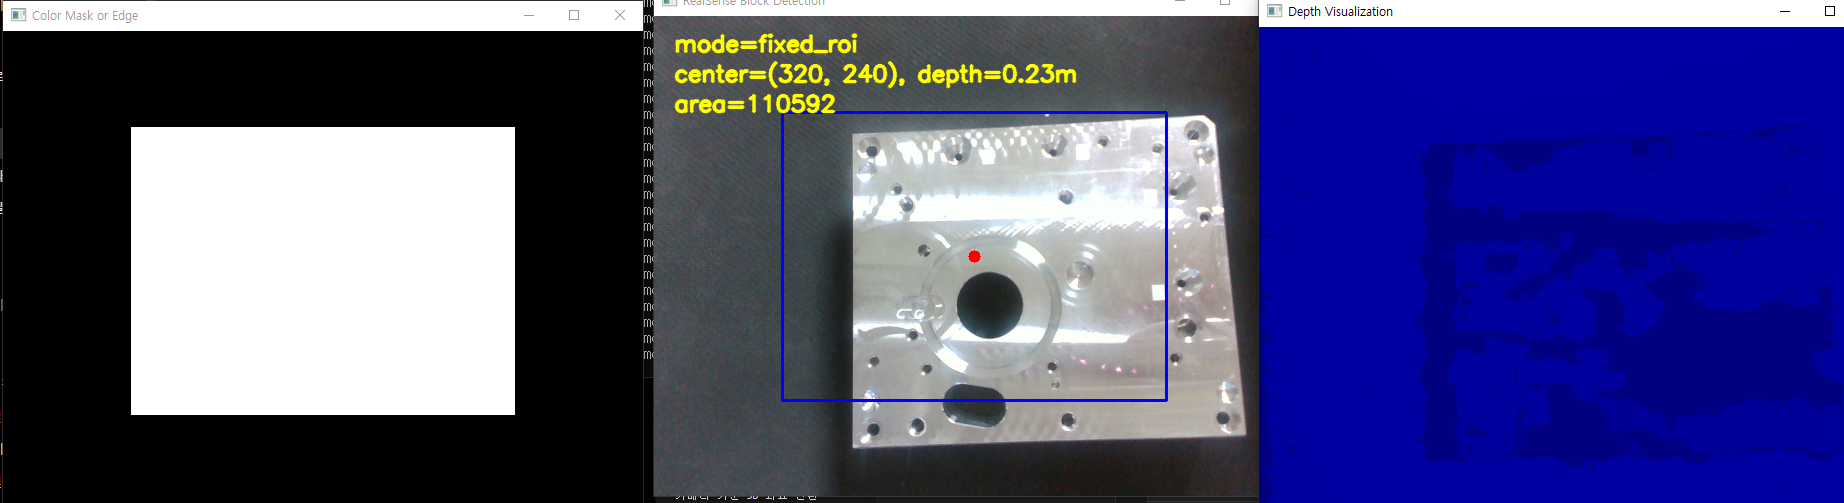 Color Mask or Edge
RealSense Block Detection
Depth Visualization
mode=fixed_roi
center=(320, 240), depth=0.23m
area=110592